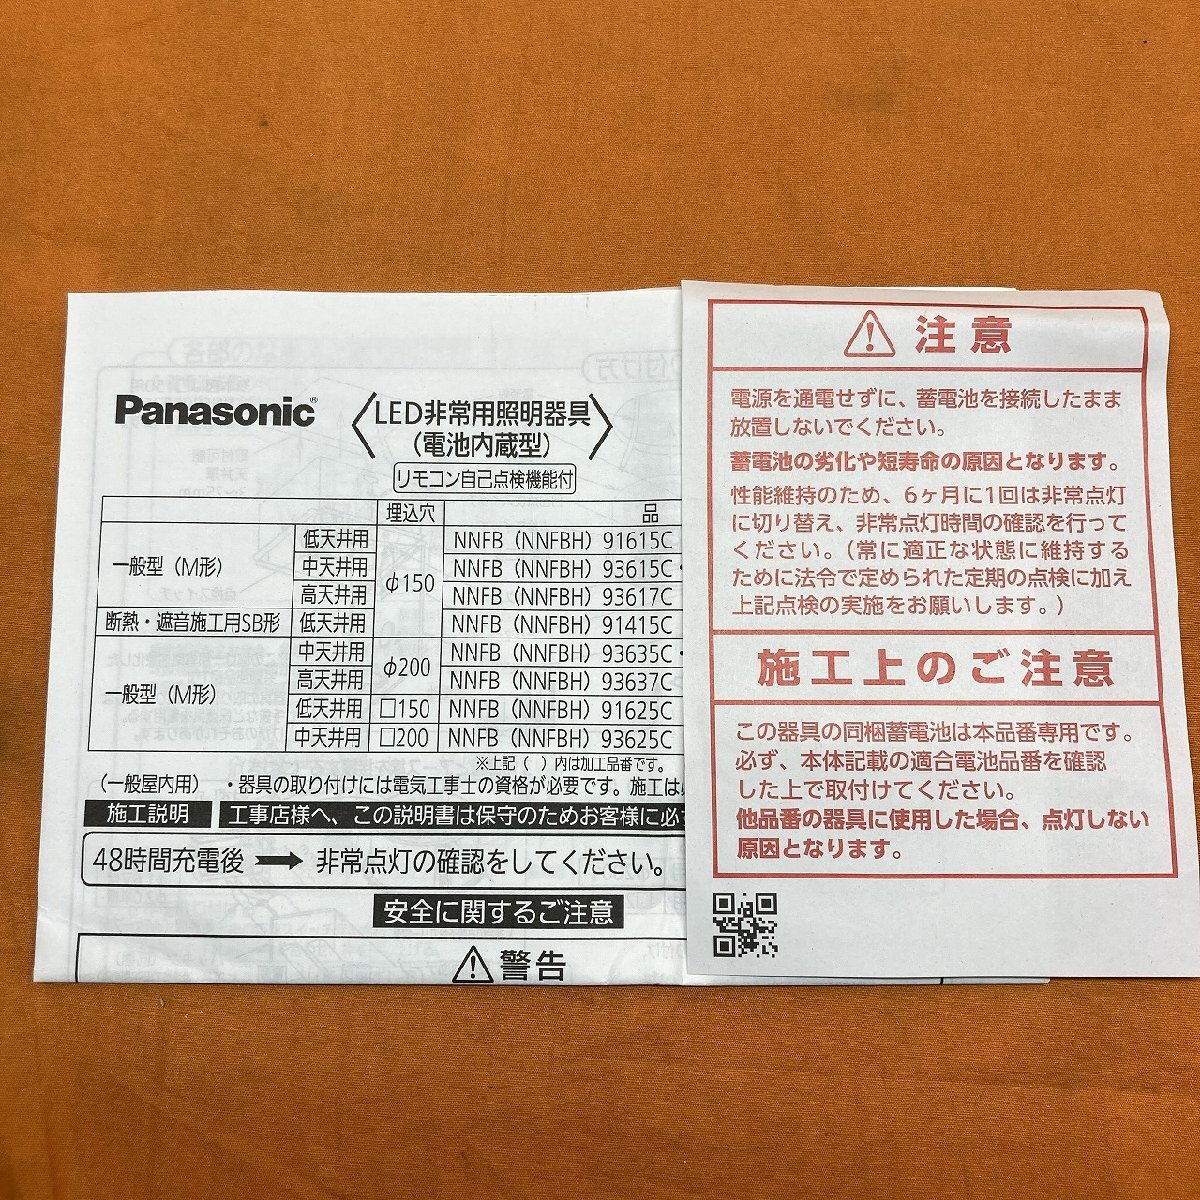 Panasonic®
LED非常用照明器具
(電池内蔵型)
リモコン自己点検機能付
埋込穴 品
一般型(M形) 低天井用 φ150 NNFB (NNFBH) 91615C
中天井用 NNFB (NNFBH) 93615C・
高天井用 NNFB (NNFBH) 93617C
断熱・遮音施工用SB形 低天井用 NNFB (NNFBH) 91415C
一般型(M形) 中天井用 φ200 NNFB (NNFBH) 93635C・
高天井用 NNFB (NNFBH) 93637C
低天井用 □150 NNFB (NNFBH) 91625C
中天井用 □200 NNFB (NNFBH) 93625C
※上記( )内は加工品番です。
(一般屋内用) ・器具の取り付けには電気工事士の資格が必要です。施工は
施工説明 工事店様へ、この説明書は保守のためお客様に必
48時間充電後 ➞ 非常点灯の確認をしてください。
安全に関するご注意
⚠警告
⚠注意
電源を通電せずに、蓄電池を接続したまま
放置しないでください。
蓄電池の劣化や短寿命の原因となります。
性能維持のため、6ヶ月に1回は非常点灯
に切り替え、非常点灯時間の確認を行って
ください。(常に適正な状態に維持する
ために法令で定められた定期の点検に加え
上記点検の実施をお願いします。)
施工上のご注意
この器具の同梱蓄電池は本品番専用です。
必ず、本体記載の適合電池品番を確認
した上で取付けてください。
他品番の器具に使用した場合、点灯しない
原因となります。